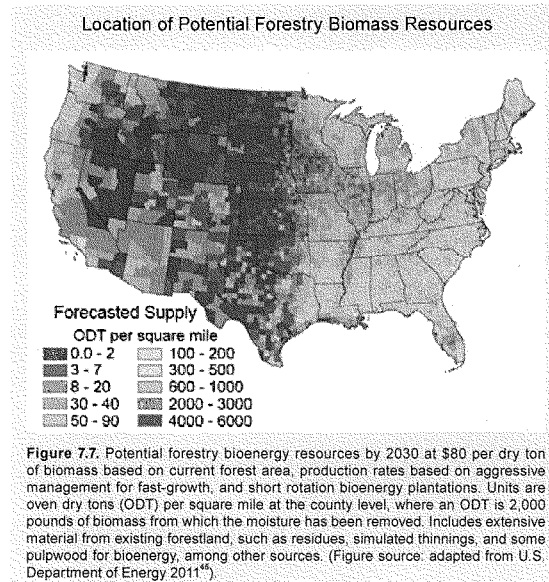 Location of Potential Forestry Biomass Resources
Forecasted Supply
ODT per square mile
0.0 - 2
3 - 7
8 - 20
30 - 40
50 - 90
100 - 200
300 - 500
600 - 1000
2000 - 3000
4000 - 6000
Figure 7.7. Potential forestry bioenergy resources by 2030 at $80 per dry ton
of biomass based on current forest area, production rates based on aggressive
management for fast-growth, and short rotation bioenergy plantations. Units are
oven dry tons (ODT) per square mile at the county level, where an ODT is 2,000
pounds of biomass from which the moisture has been removed. Includes extensive
material from existing forestland, such as residues, simulated thinnings, and some
pulpwood for bioenergy, among other sources. (Figure source: adapted from U.S.
Department of Energy 2011).